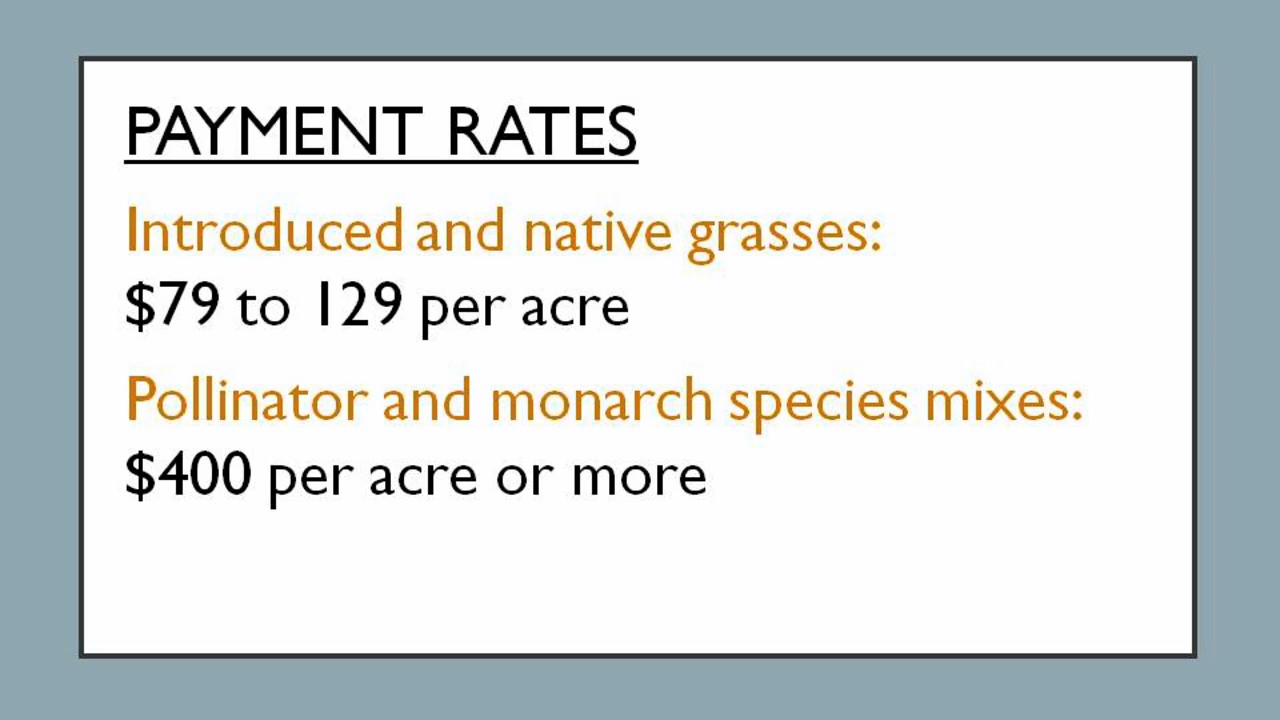 PAYMENT RATES
Introduced and native grasses:
$79 to 129 per acre
Pollinator and monarch species mixes:
$400 per acre or more